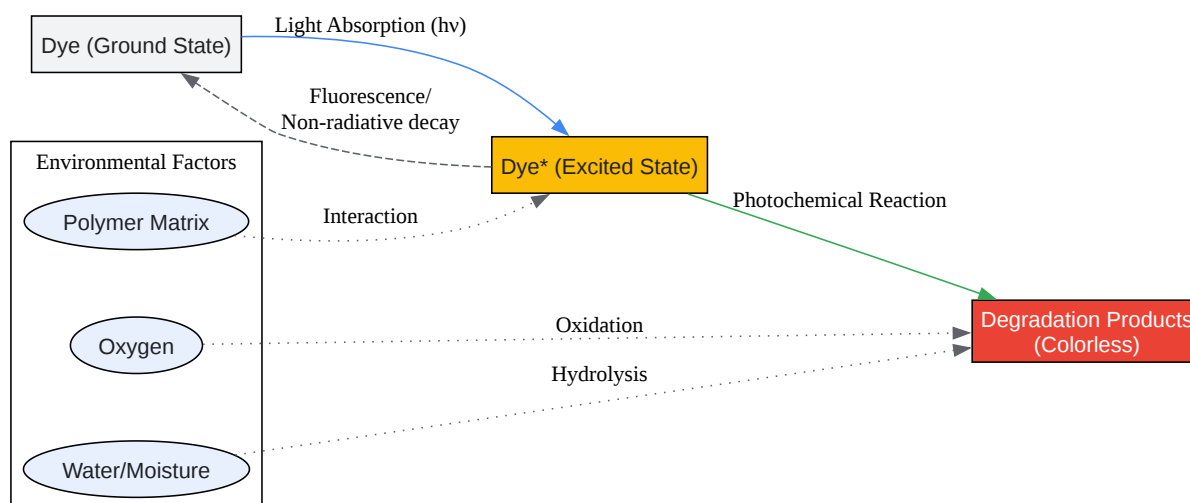 Light Absorption (hν)
Dye (Ground State)
Fluorescence/
Non-radiative decay
Environmental Factors
Dye* (Excited State)
Polymer Matrix
Interaction
Photochemical Reaction
Oxygen
Oxidation
Degradation Products
(Colorless)
Hydrolysis
Water/Moisture